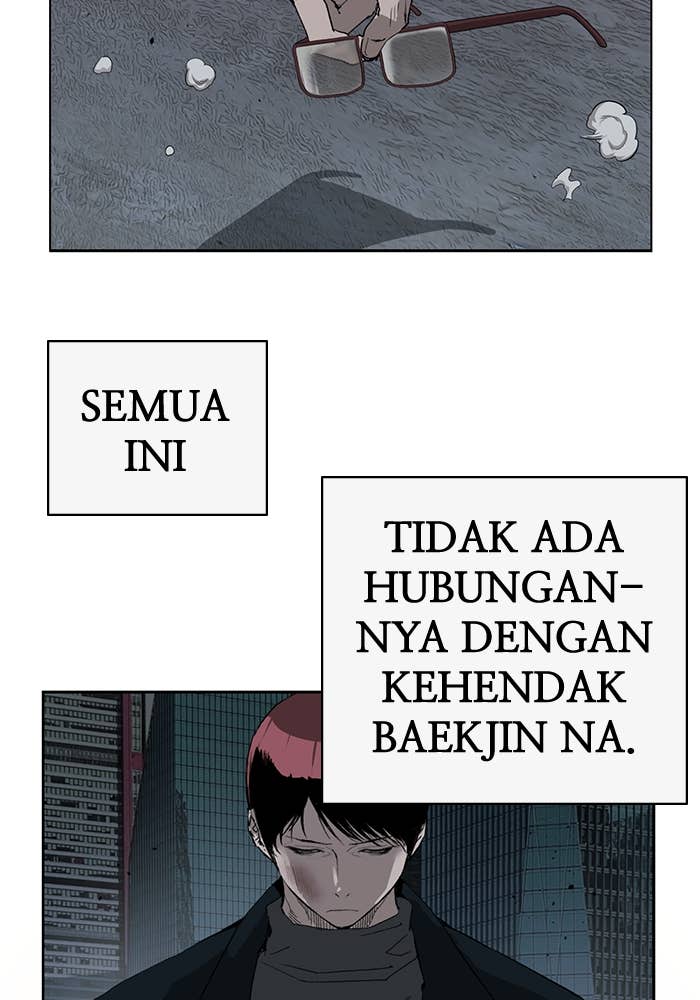 SEMUA
INI
TIDAK ADA
HUBUNGAN-
NYA DENGAN
KEHENDAK
BAEKJIN NA.